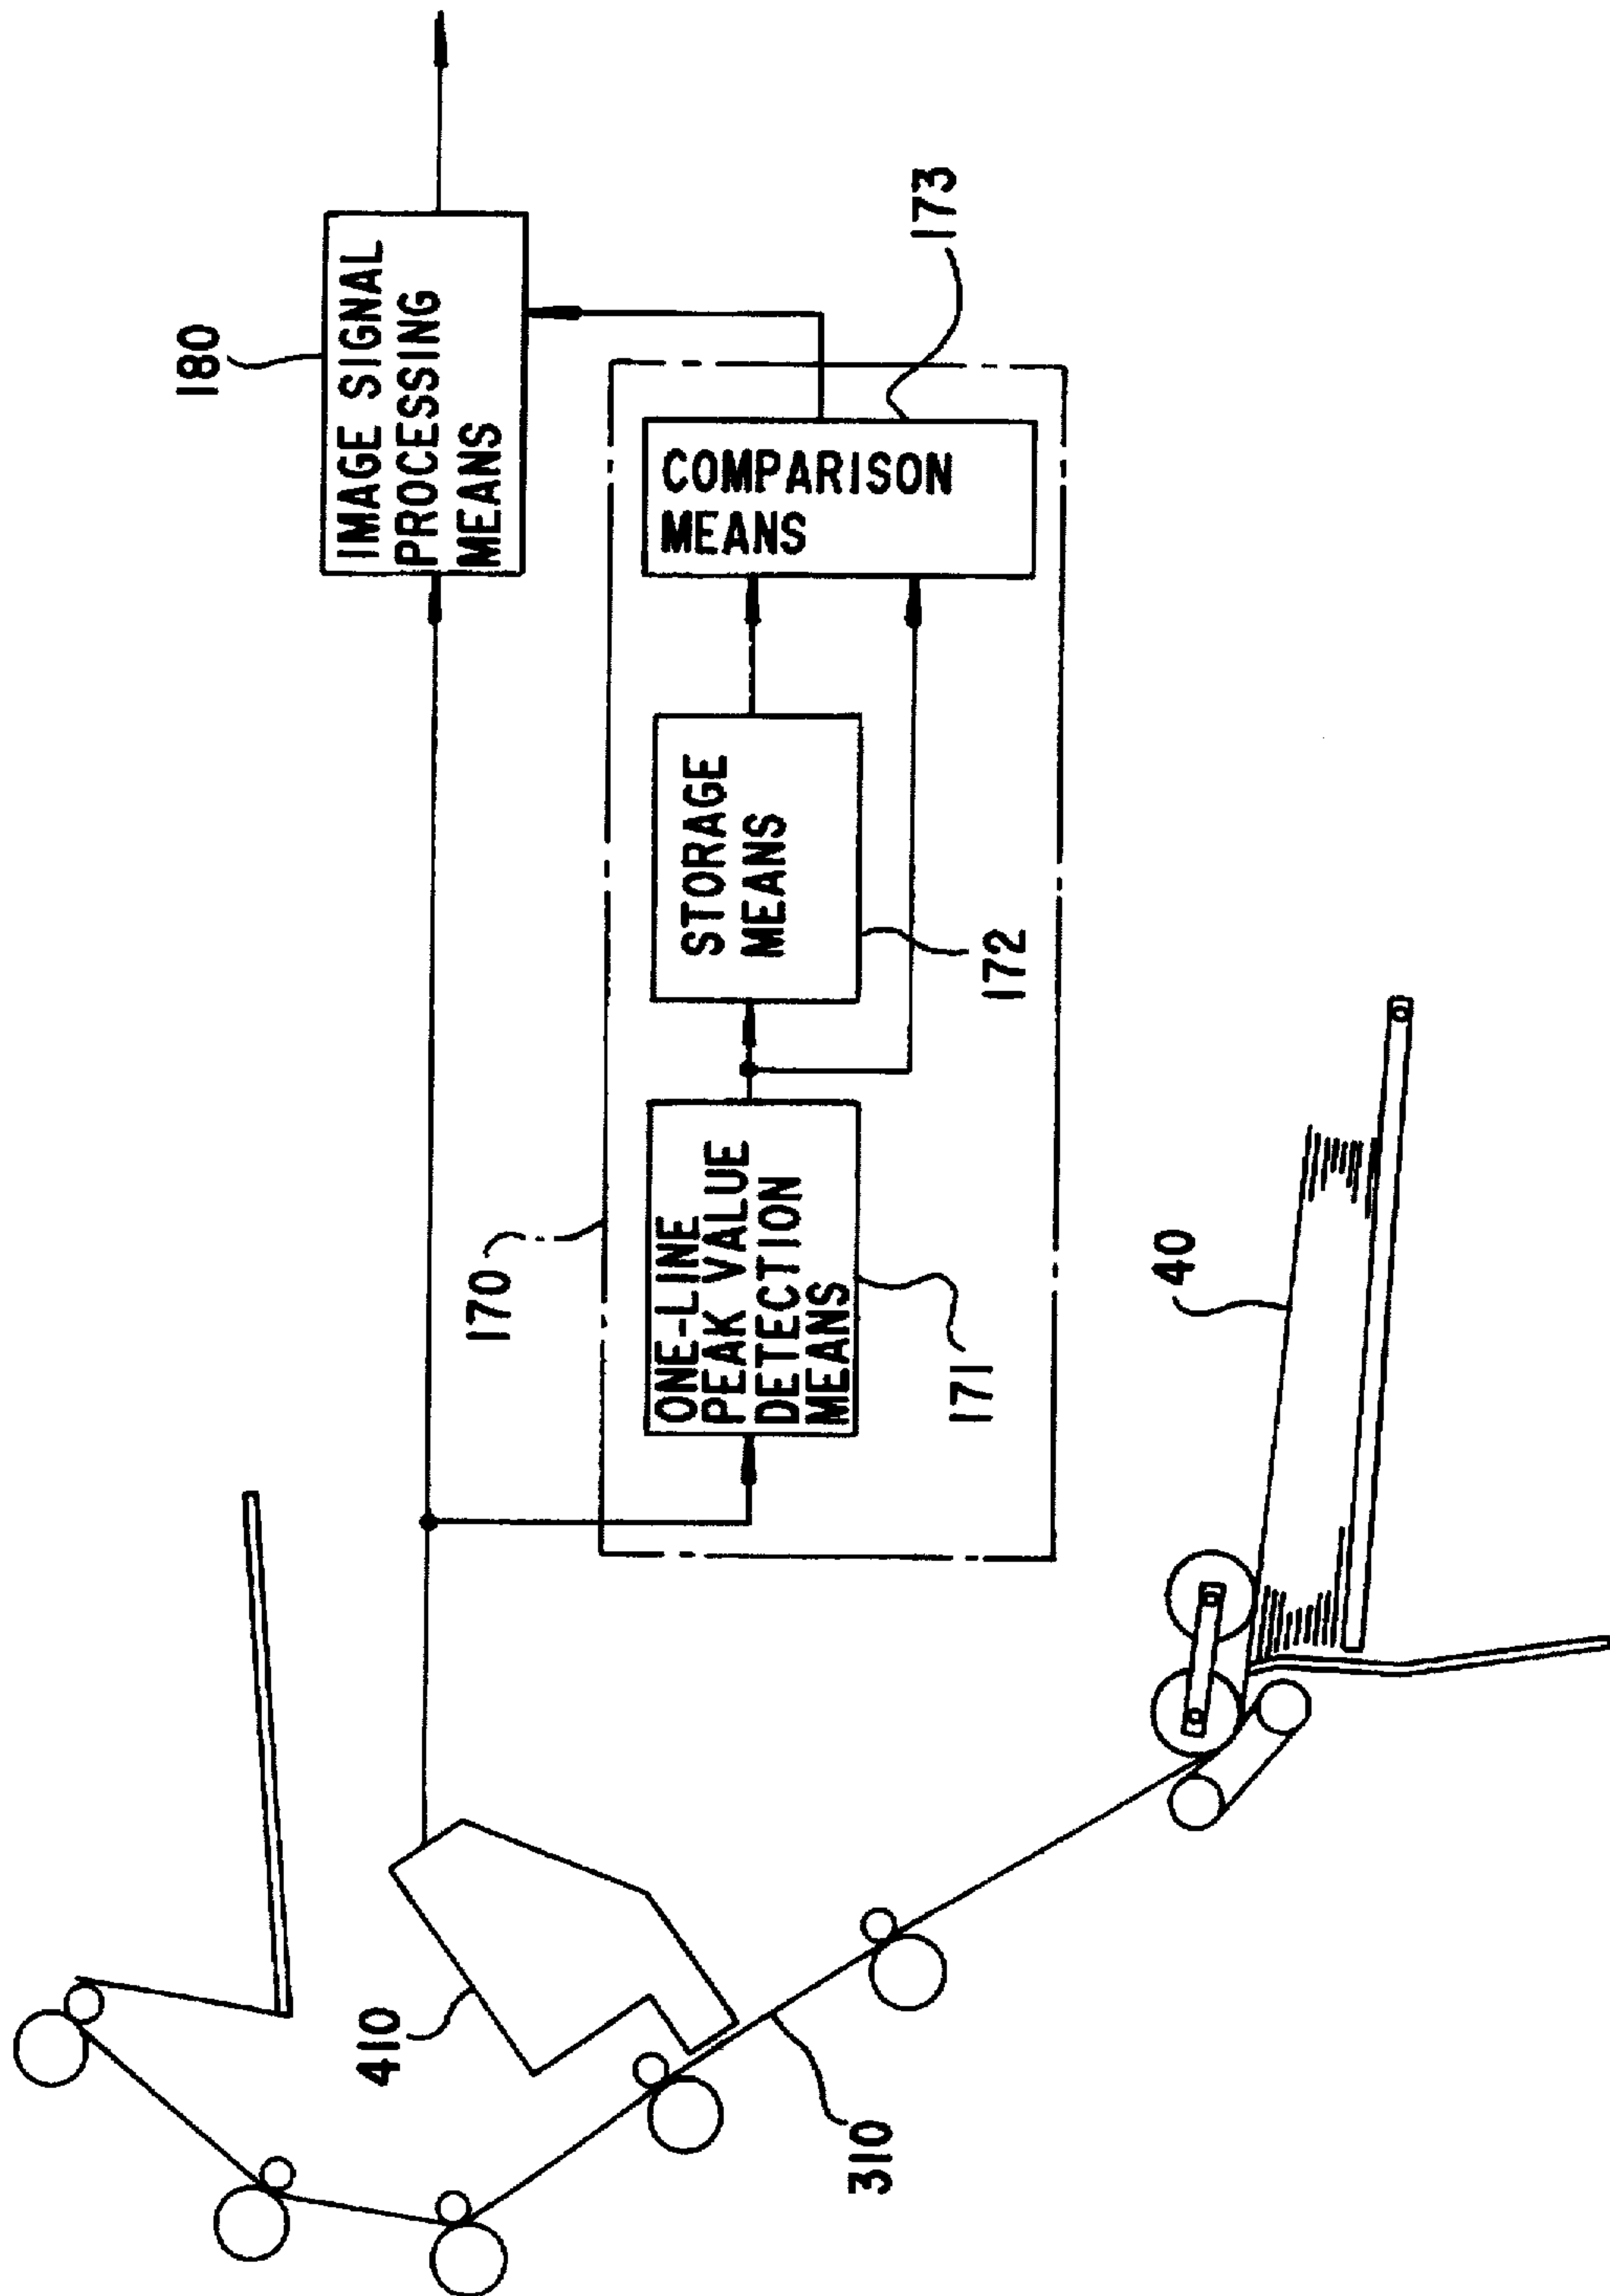 180
IMAGE SIGNAL
PROCESSING
MEANS
170
ONE-LINE
PEAK VALUE
DETECTION
MEANS
171
STORAGE
MEANS
172
COMPARISON
MEANS
173
410
310
40